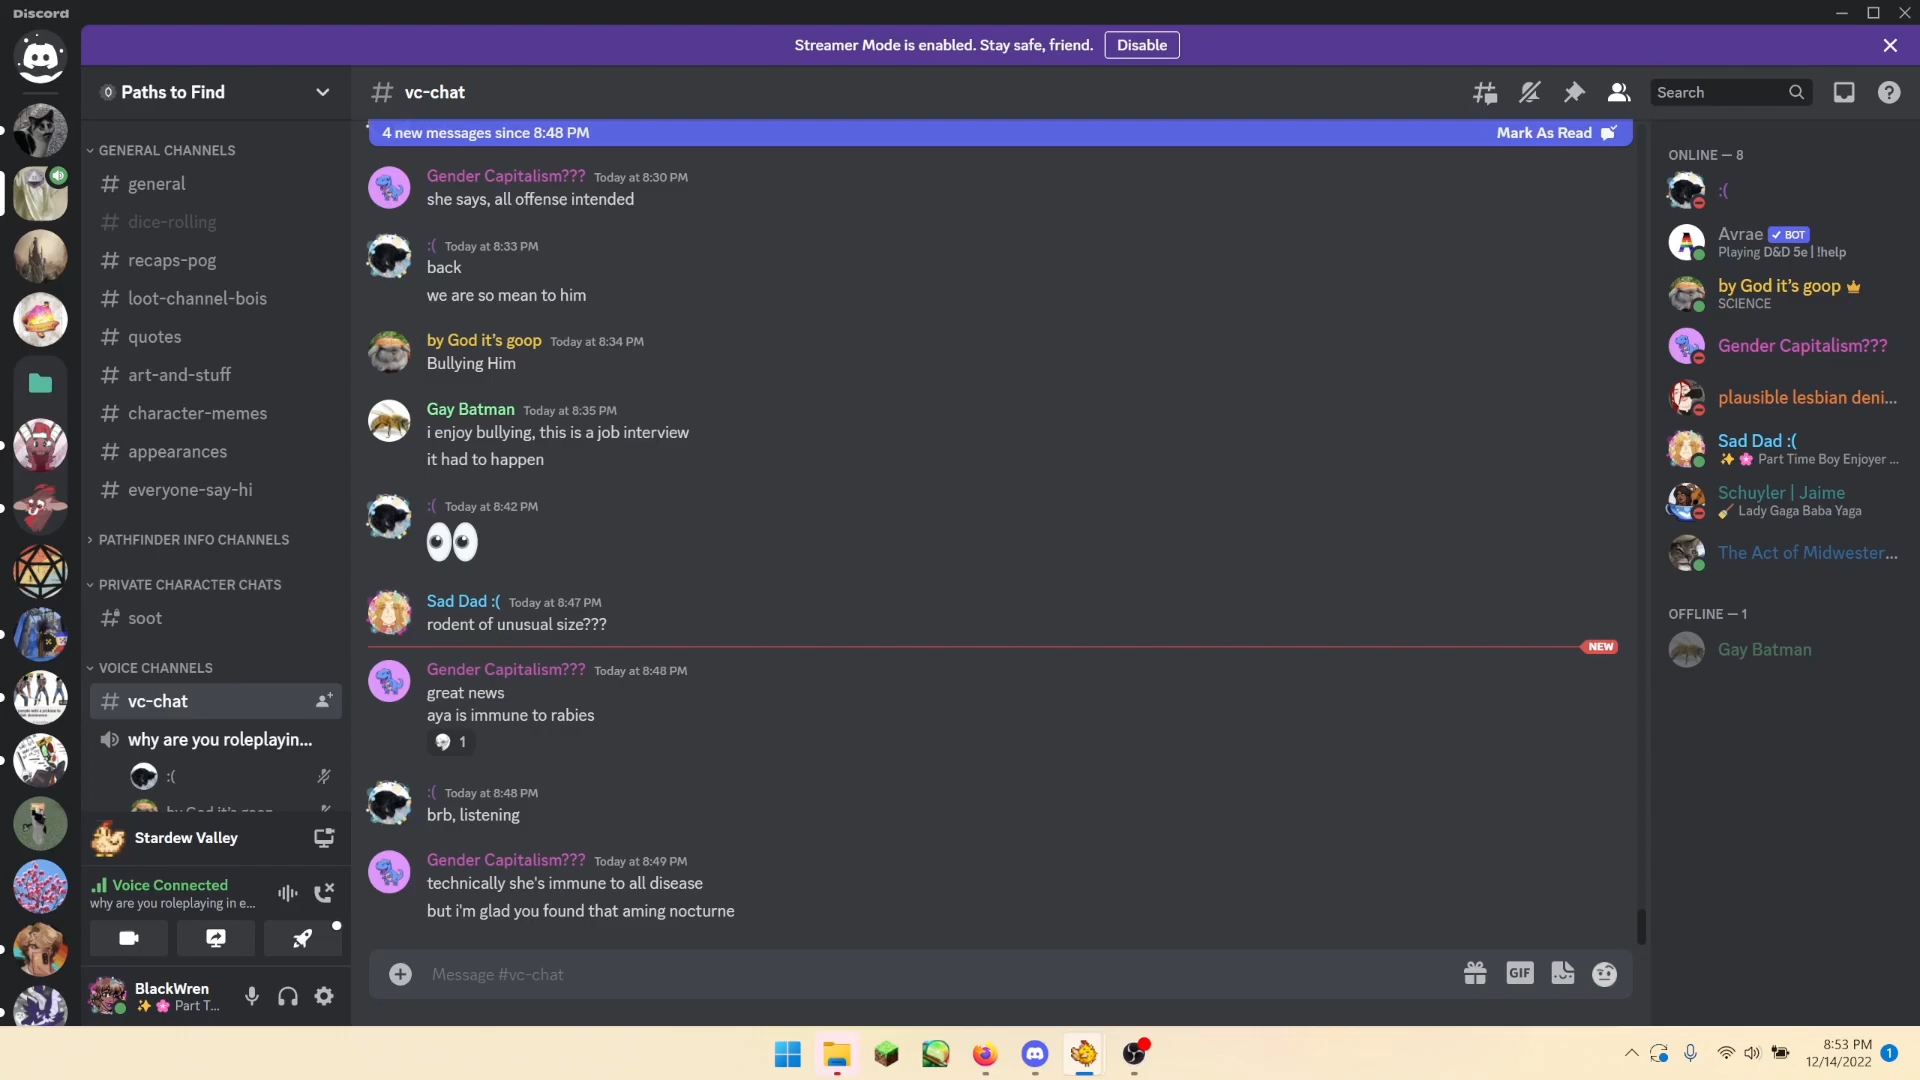 Discord
Streamer Mode is enabled. Stay safe, friend.
Disable
Paths to Find
vc-chat
Search
GENERAL CHANNELS
general
dice-rolling
recaps-pog
loot-channel-bois
quotes
art-and-stuff
character-memes
appearances
everyone-say-hi
PATHFINDER INFO CHANNELS
PRIVATE CHARACTER CHATS
soot
VOICE CHANNELS
vc-chat
why are you roleplayin...
:(
by God it's goop
Stardew Valley
Voice Connected
why are you roleplaying in e...
BlackWren
✨ 🌸 Part T...
4 new messages since 8:48 PM
Mark As Read
Gender Capitalism??? Today at 8:30 PM
she says, all offense intended
:( Today at 8:33 PM
back
we are so mean to him
by God it's goop Today at 8:34 PM
Bullying Him
Gay Batman Today at 8:35 PM
i enjoy bullying, this is a job interview
it had to happen
:( Today at 8:42 PM
👀
Sad Dad :( Today at 8:47 PM
rodent of unusual size???
NEW
Gender Capitalism??? Today at 8:48 PM
great news
aya is immune to rabies
1
:( Today at 8:48 PM
brb, listening
Gender Capitalism??? Today at 8:49 PM
technically she's immune to all disease
but i'm glad you found that aming nocturne
Message #vc-chat
GIF
ONLINE — 8
:(
Avrae ✓ BOT
Playing D&D 5e | !help
by God it's goop
SCIENCE
Gender Capitalism???
plausible lesbian deni...
Sad Dad :(
✨ 🌸 Part Time Boy Enjoyer ...
Schuyler | Jaime
🧹 Lady Gaga Baba Yaga
The Act of Midwester...
OFFLINE — 1
Gay Batman
8:53 PM
12/14/2022
1